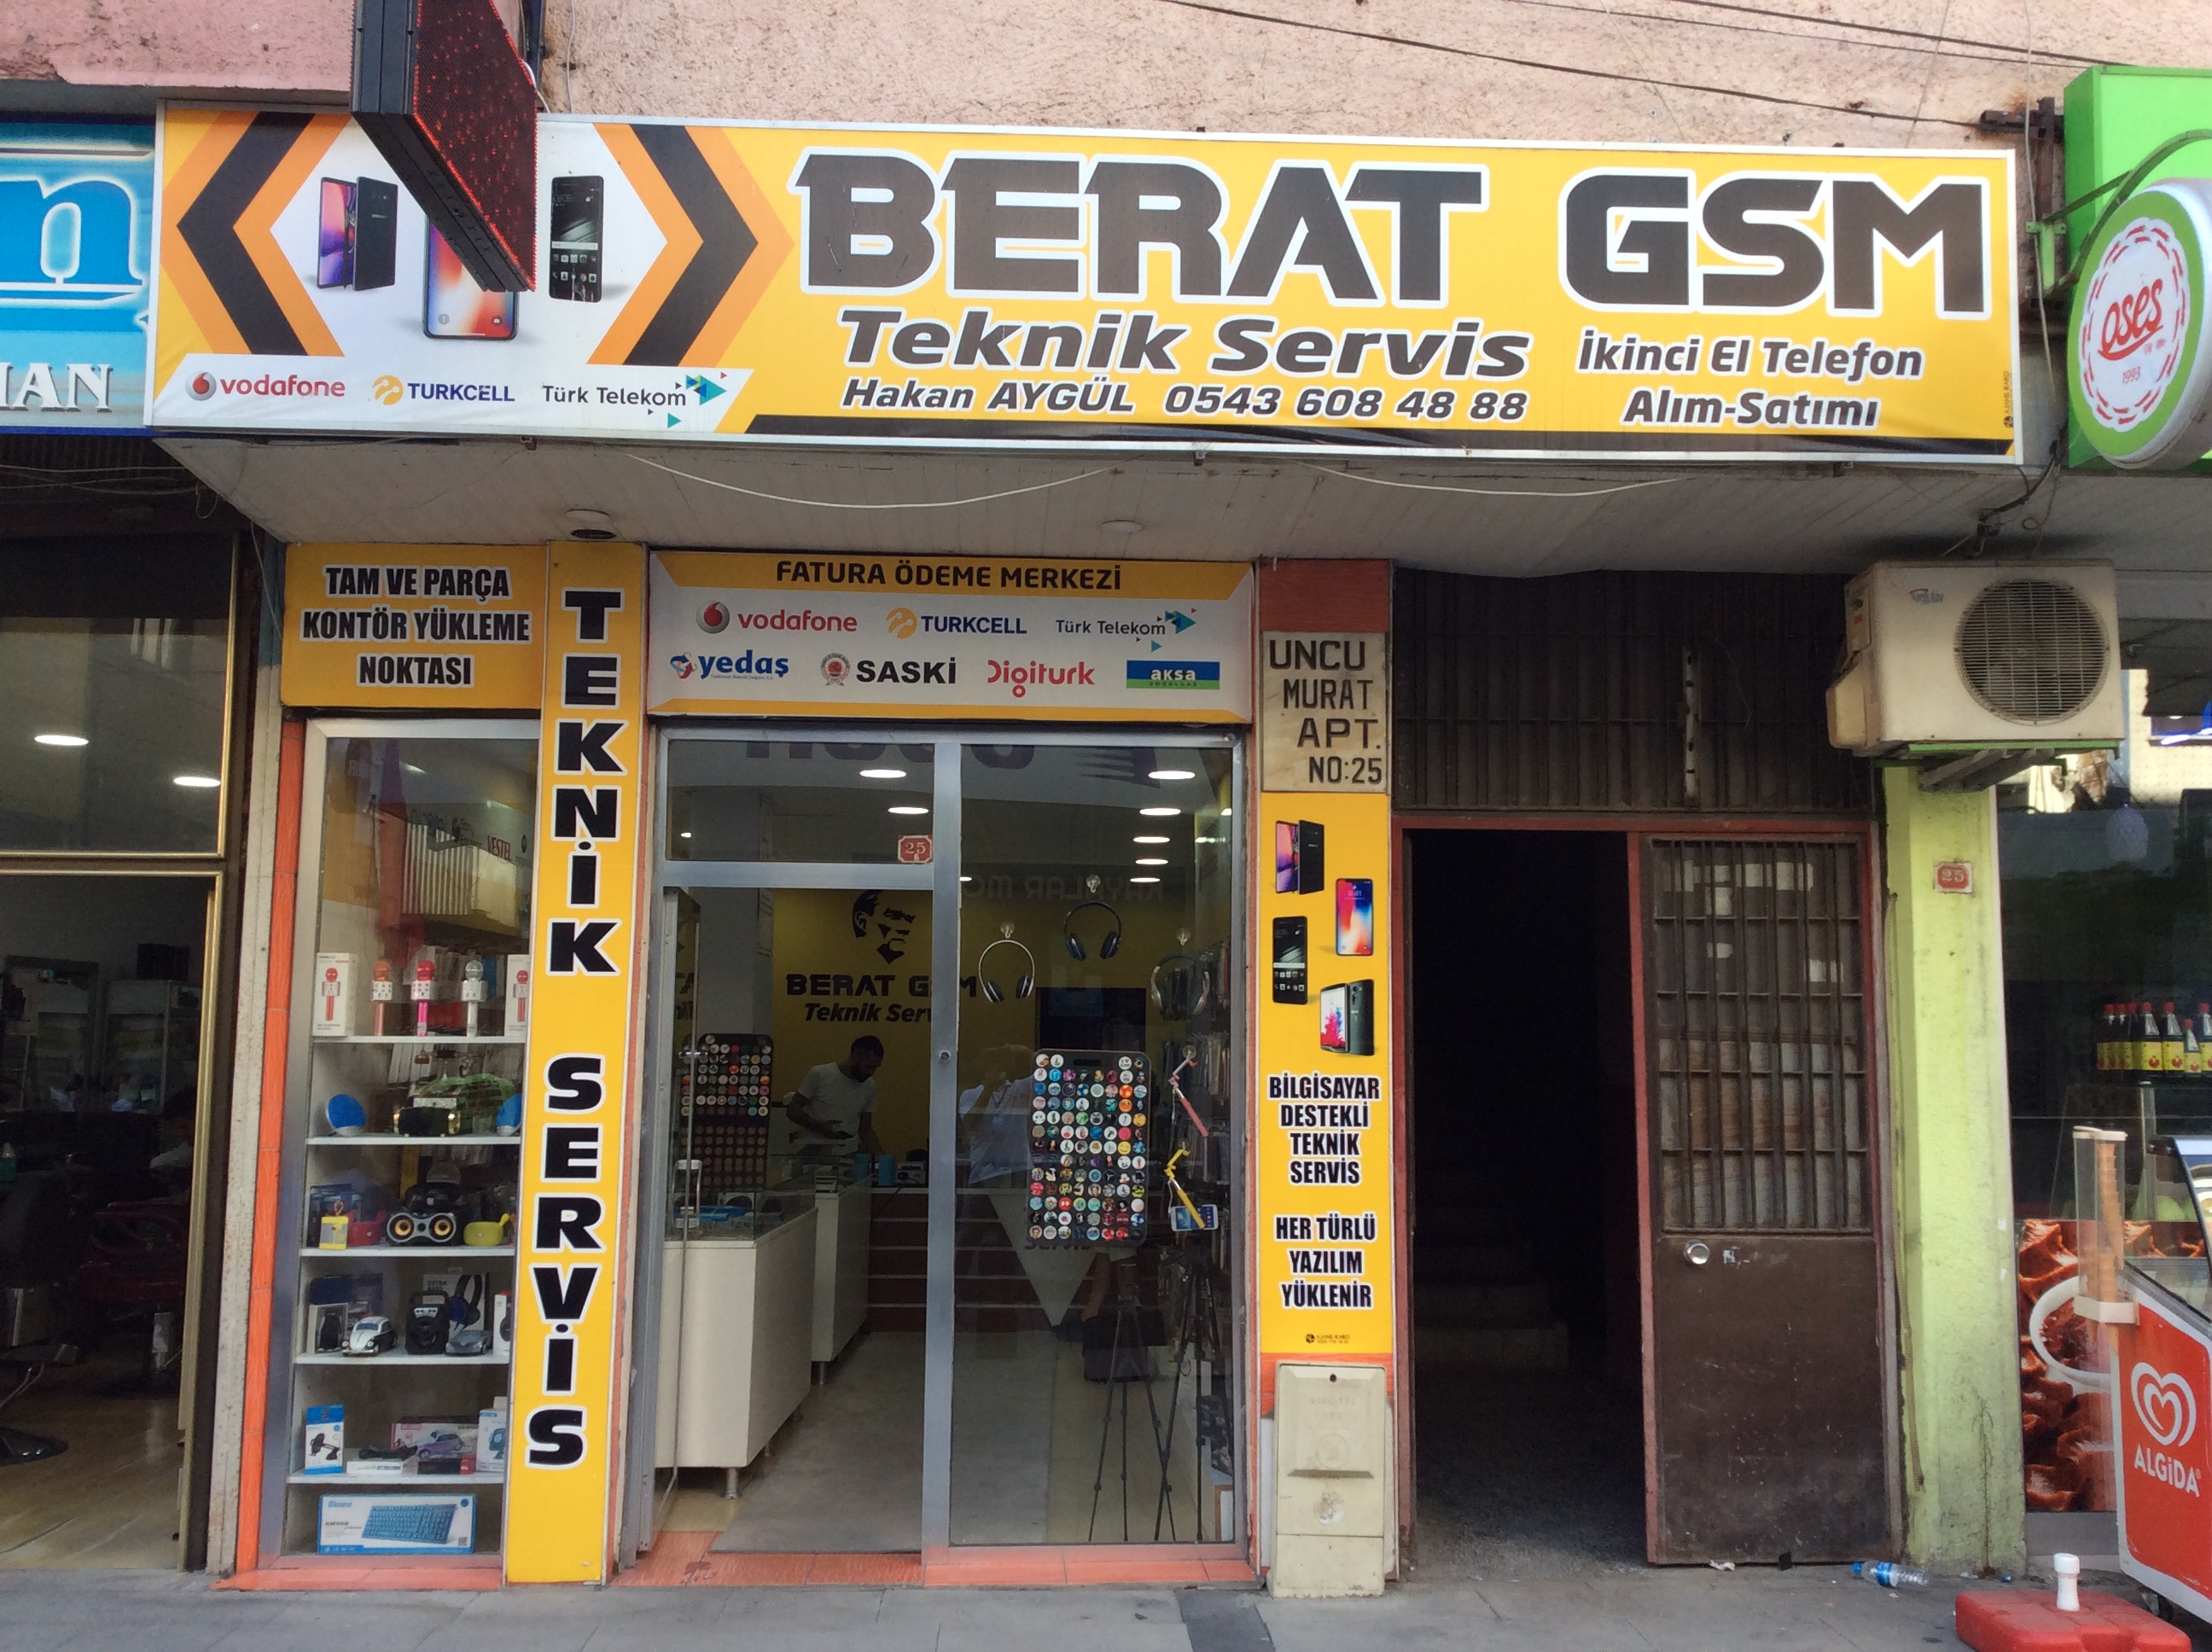 BERAT GSM
Teknik Servis
Hakan AYGÜL 0543 608 48 88
İkinci El Telefon
Alım-Satımı
vodafone TURKCELL Türk Telekom
n
oses
1993
TAM VE PARÇA
KONTÖR YÜKLEME
NOKTASI
TEKNİK SERVİS
FATURA ÖDEME MERKEZİ
vodafone TURKCELL Türk Telekom
yedaş SASKİ Digiturk aksa
UNCU
MURAT
APT.
NO:25
25
25
VESTEL
BERAT GSM
Teknik Serv
BİLGİSAYAR
DESTEKLİ
TEKNİK
SERVİS
HER TÜRLÜ
YAZILIM
YÜKLENİR
ALGİDA